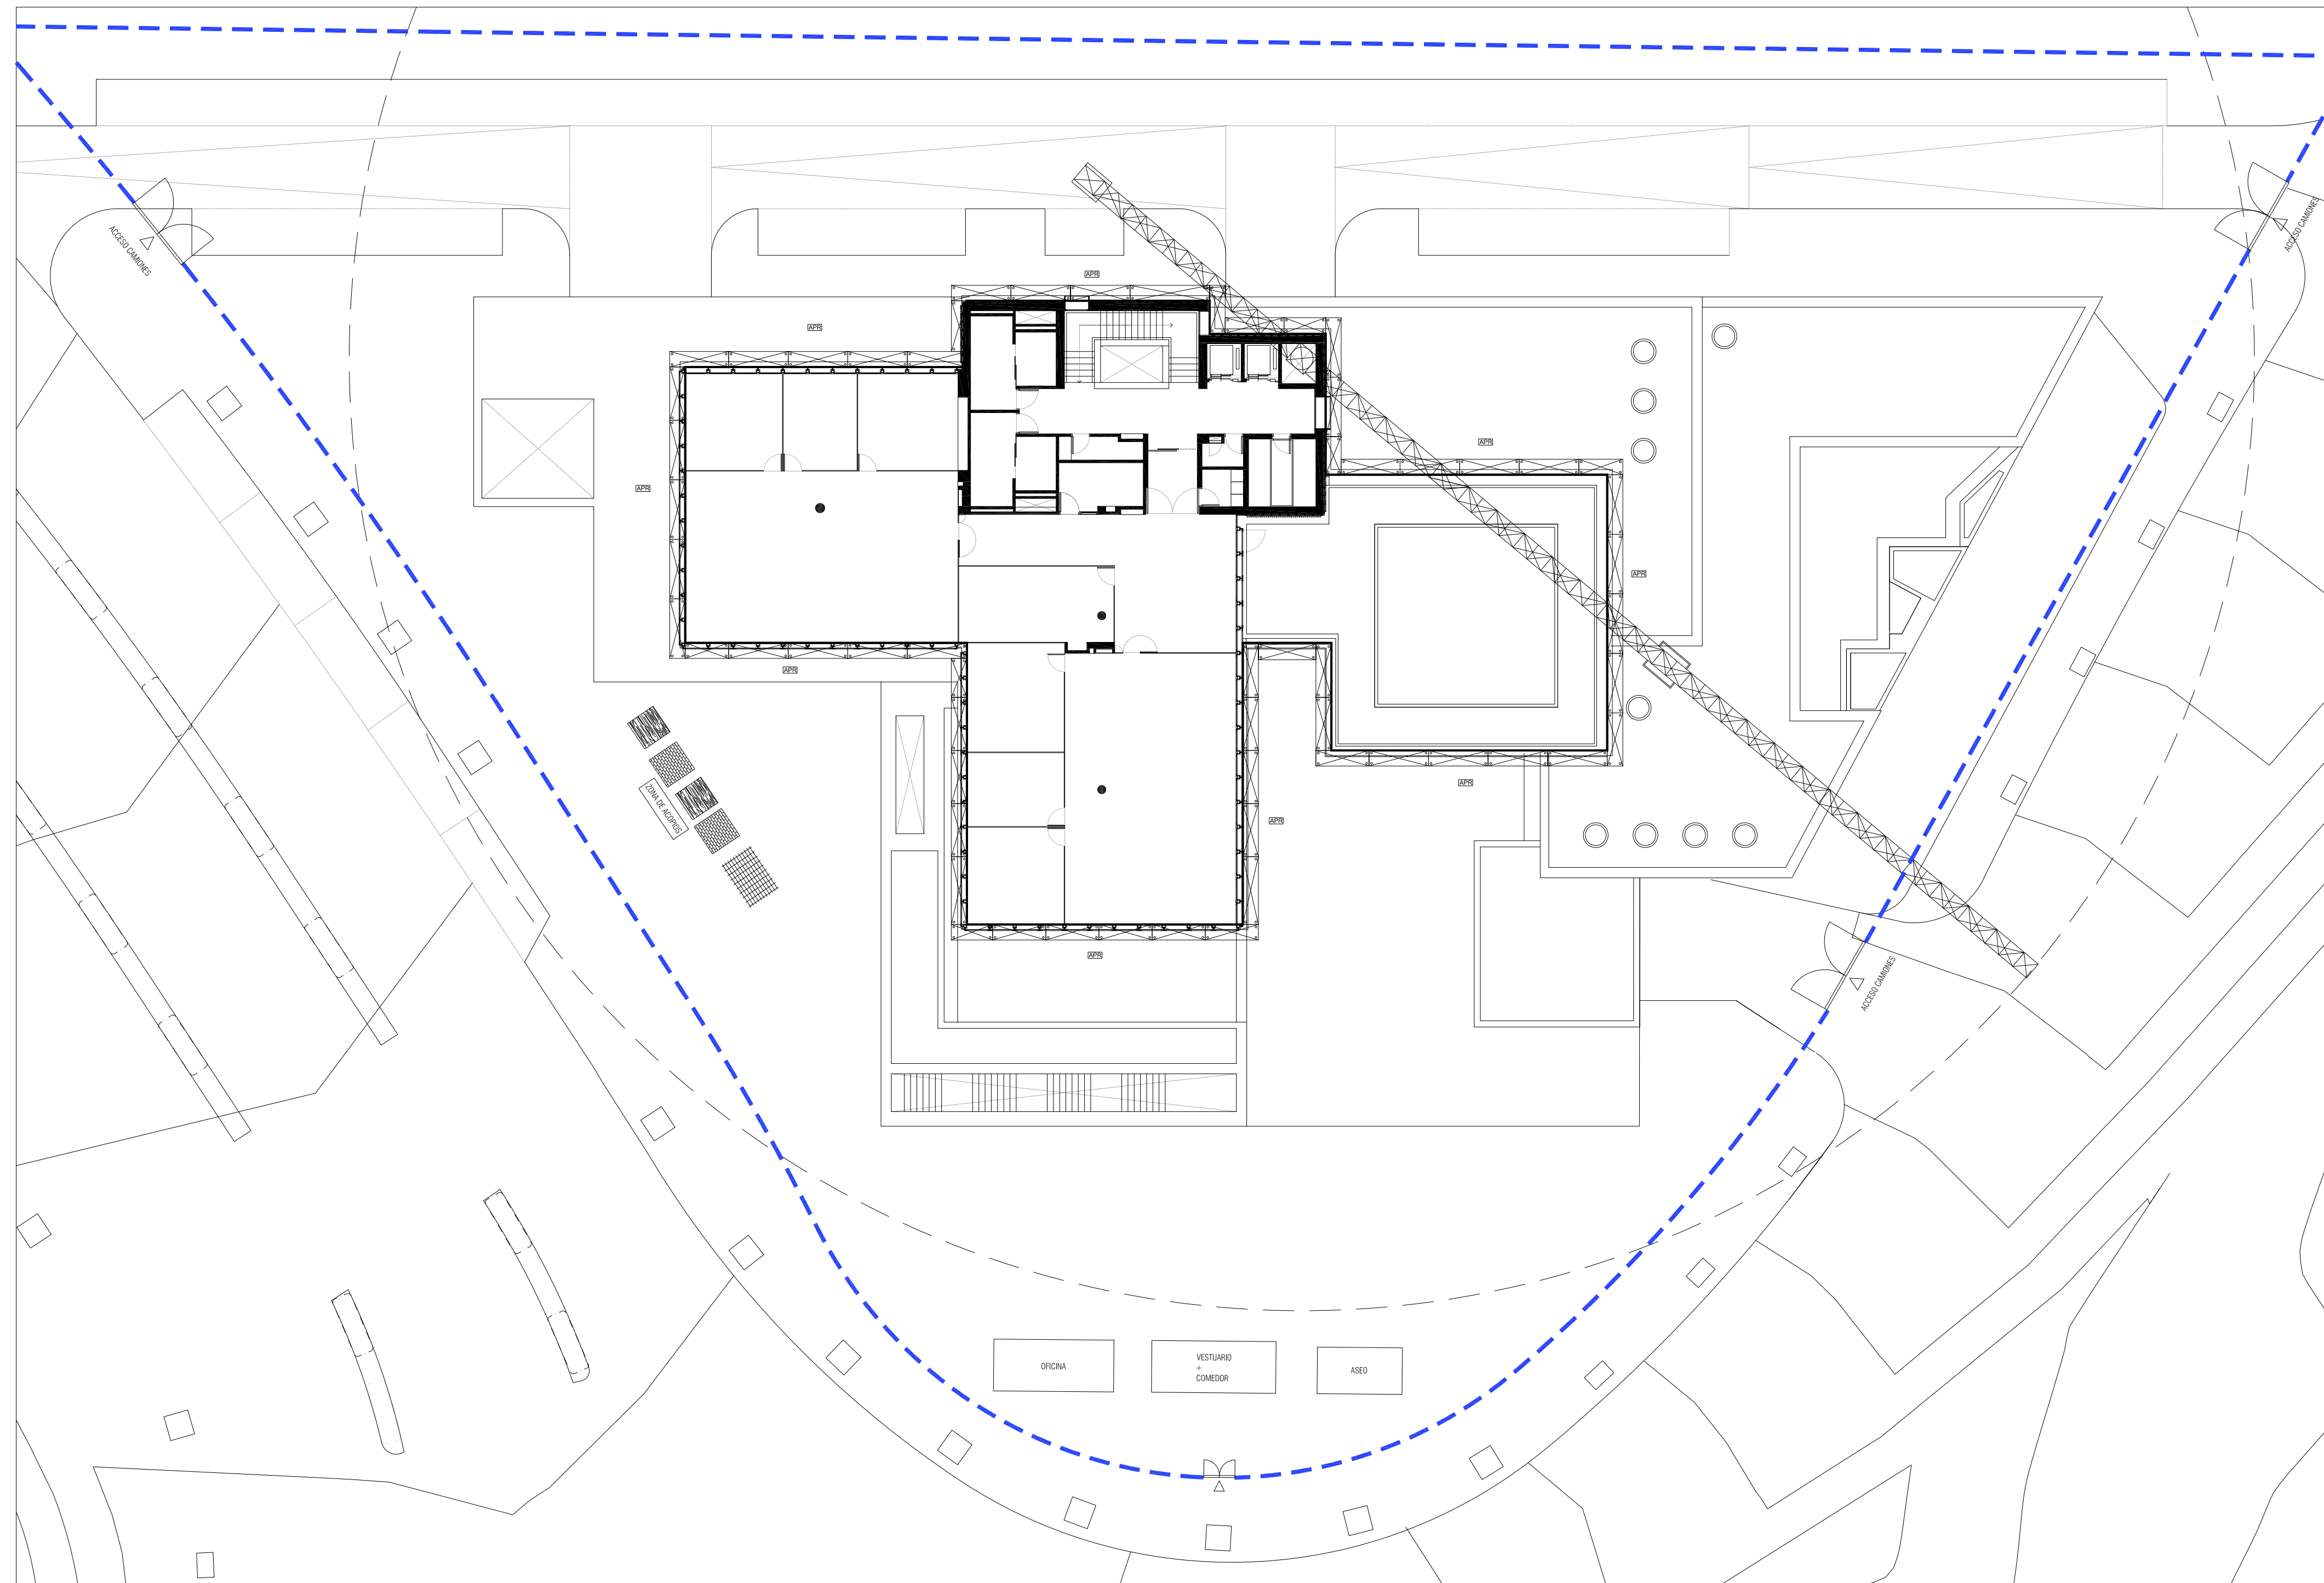 ACCESO CAMIONES
ACCESO CAMIONES
APR
APR
APR
APR
APR
APR
ZONA DE ACOPIOS
APR
APR
APR
ACCESO CAMIONES
OFICINA
VESTUARIO
+
COMEDOR
ASEO